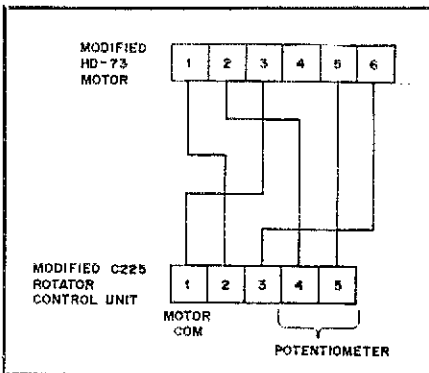 MODIFIED
HD-73
MOTOR
1 2 3 4 5 6
MODIFIED C225
ROTATOR
CONTROL UNIT
1 2 3 4 5
MOTOR
COM
POTENTIOMETER